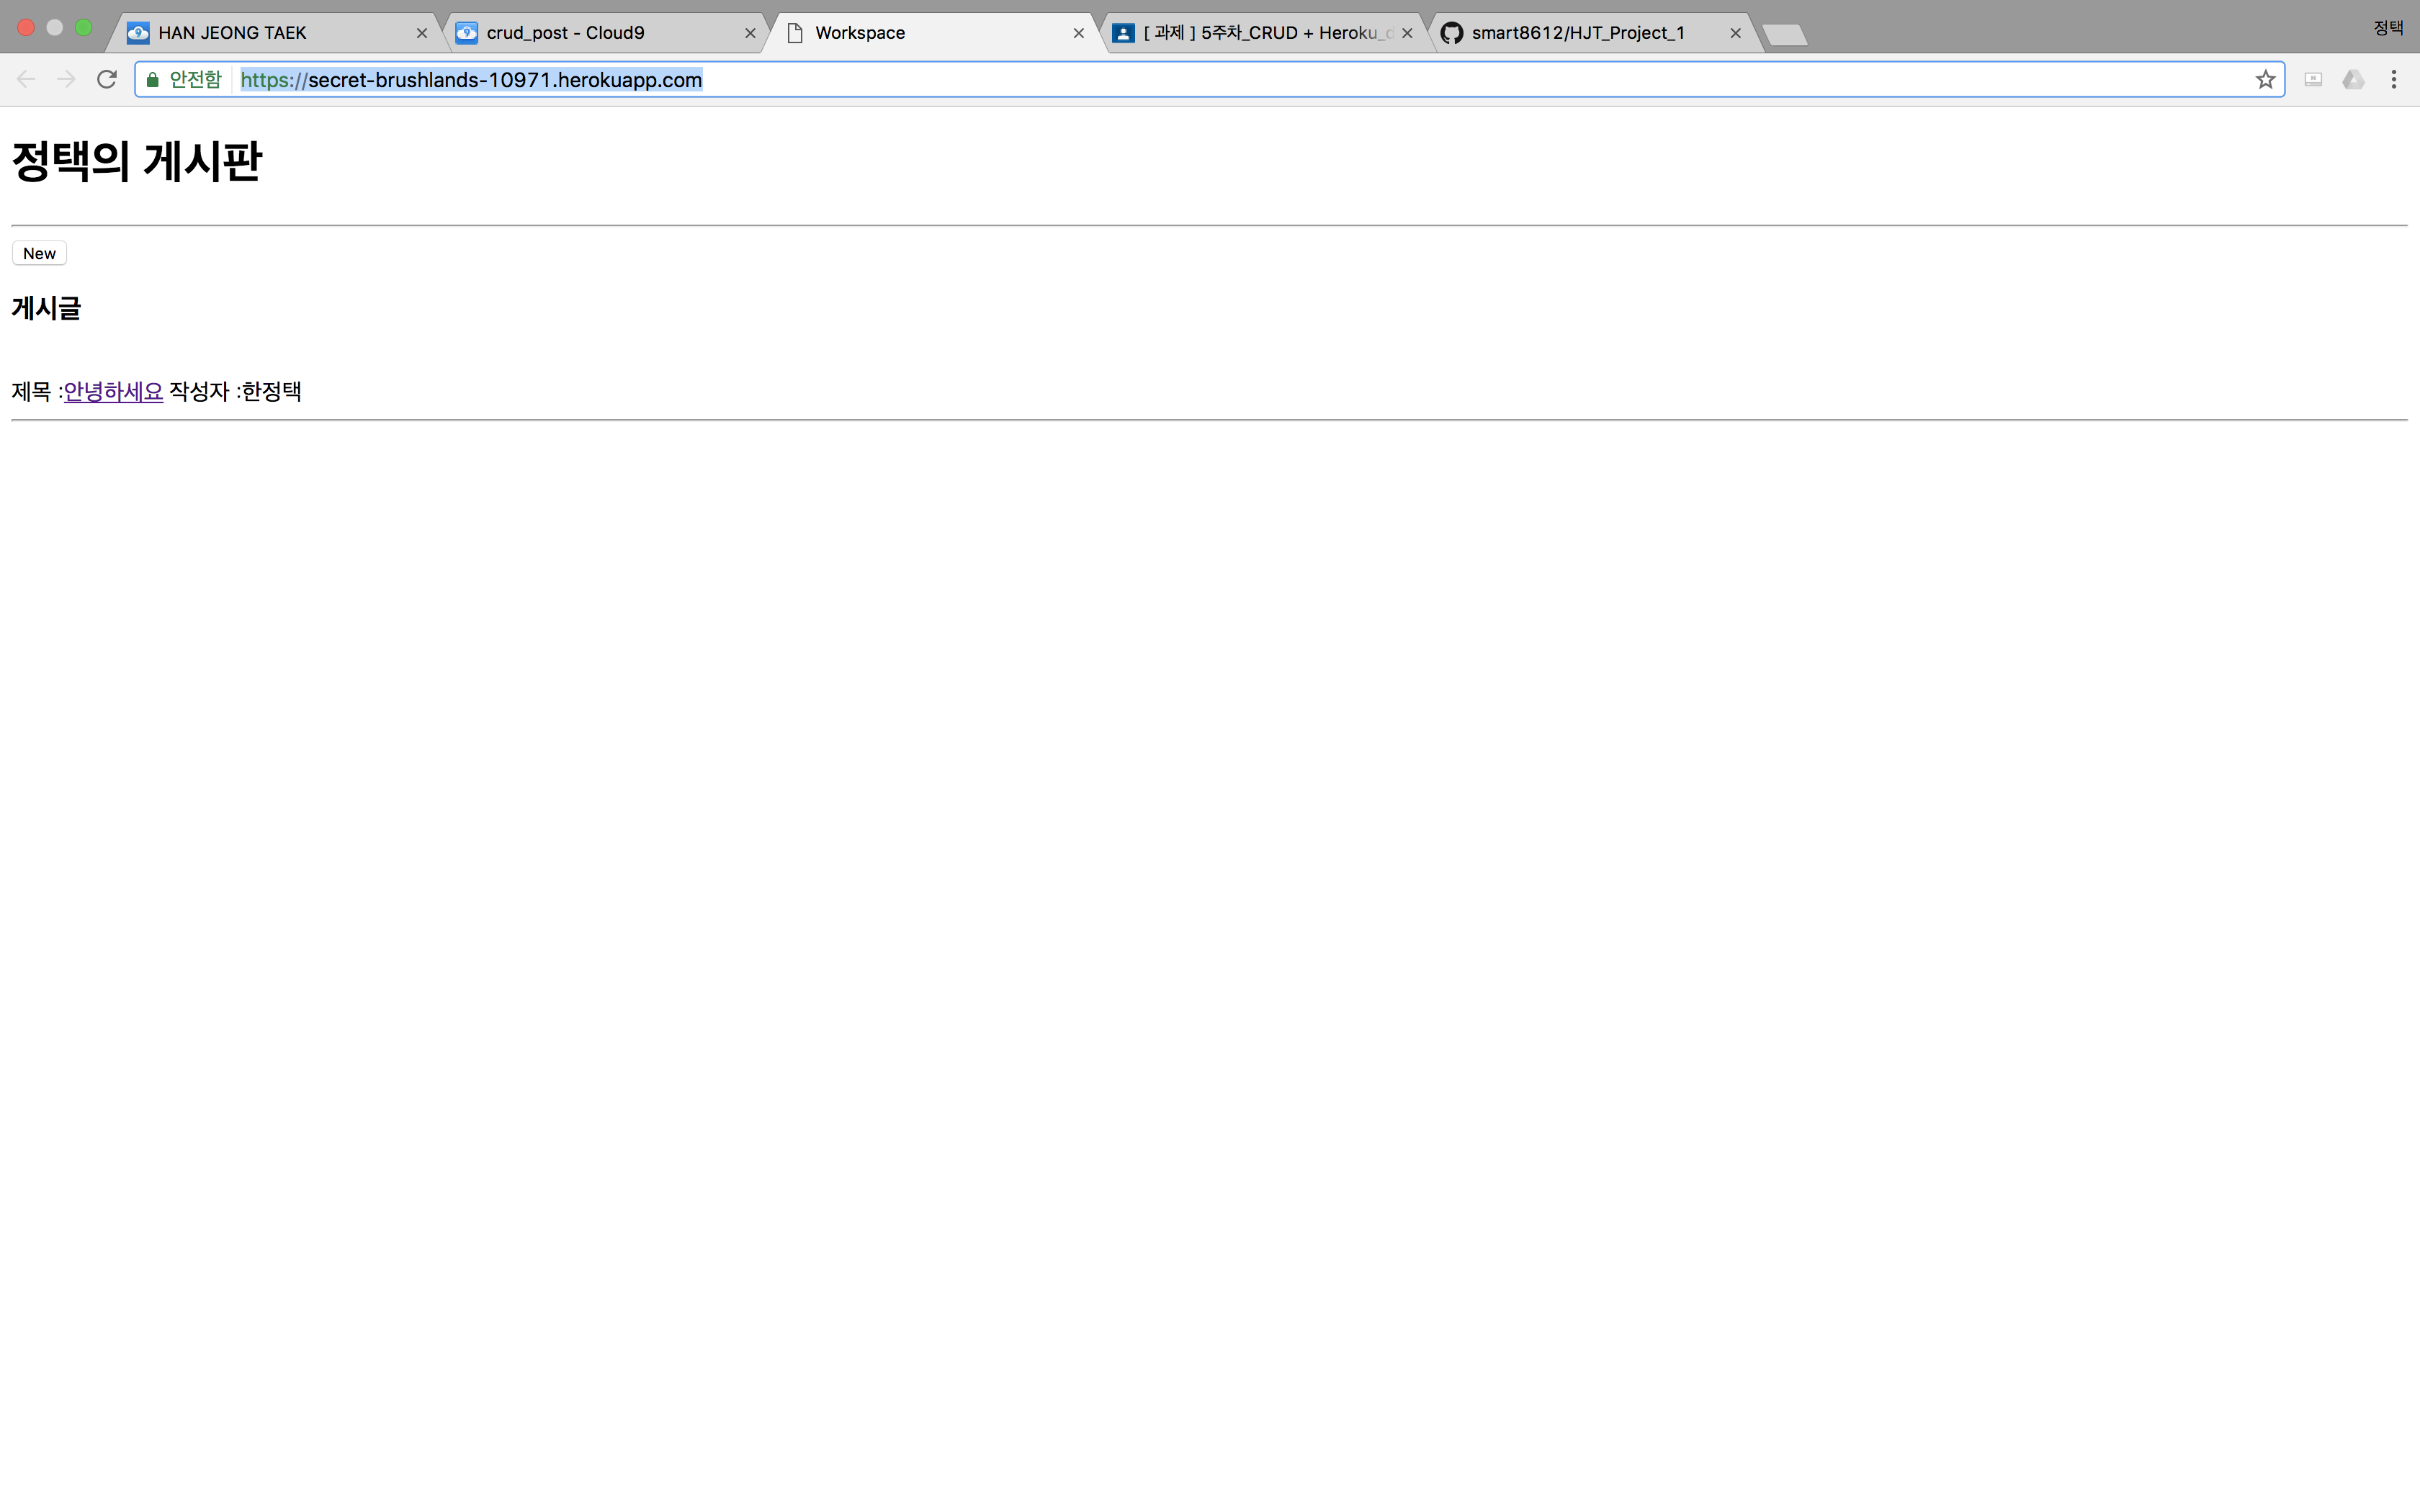 HAN JEONG TAEK
crud_post - Cloud9
Workspace
[ 과제 ] 5주차_CRUD + Heroku_d
smart8612/HJT_Project_1
정택
안전함
https://secret-brushlands-10971.herokuapp.com
정택의 게시판
New
게시글
제목 :안녕하세요 작성자 :한정택